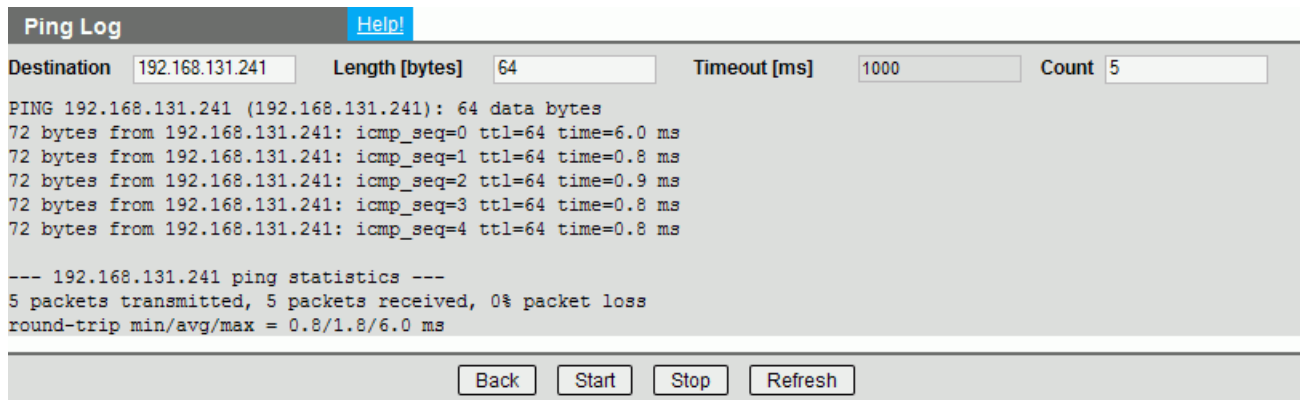 Ping Log Help!
Destination 192.168.131.241 Length [bytes] 64 Timeout [ms] 1000 Count 5
PING 192.168.131.241 (192.168.131.241): 64 data bytes
72 bytes from 192.168.131.241: icmp_seq=0 ttl=64 time=6.0 ms
72 bytes from 192.168.131.241: icmp_seq=1 ttl=64 time=0.8 ms
72 bytes from 192.168.131.241: icmp_seq=2 ttl=64 time=0.9 ms
72 bytes from 192.168.131.241: icmp_seq=3 ttl=64 time=0.8 ms
72 bytes from 192.168.131.241: icmp_seq=4 ttl=64 time=0.8 ms
--- 192.168.131.241 ping statistics ---
5 packets transmitted, 5 packets received, 0% packet loss
round-trip min/avg/max = 0.8/1.8/6.0 ms
Back Start Stop Refresh